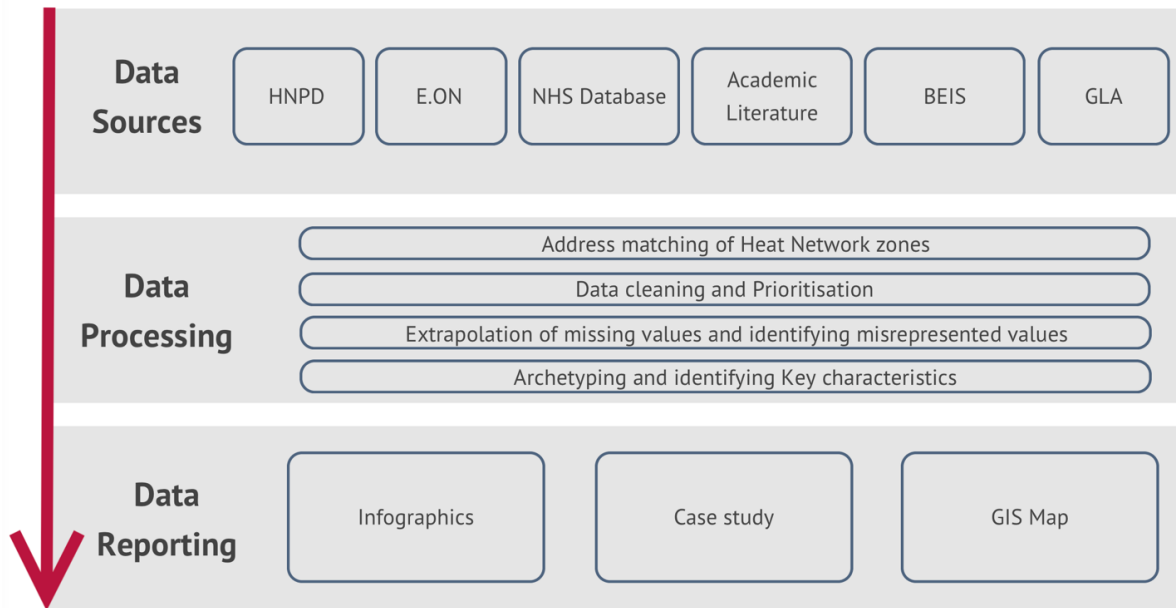 Data
Sources
HNPD
E.ON
NHS Database
Academic
Literature
BEIS
GLA
Data
Processing
Address matching of Heat Network zones
Data cleaning and Prioritisation
Extrapolation of missing values and identifying misrepresented values
Archetyping and identifying Key characteristics
Data
Reporting
Infographics
Case study
GIS Map